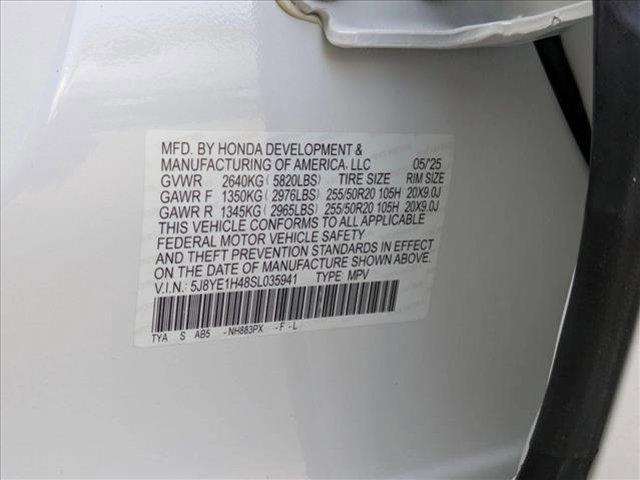 MFD. BY HONDA DEVELOPMENT &
MANUFACTURING OF AMERICA, LLC 05/'25
GVWR 2640KG( 5820LBS) TIRE SIZE RIM SIZE
GAWR F 1350KG( 2976LBS) 255/50R20 105H 20X9.0J
GAWR R 1345KG( 2965LBS) 255/50R20 105H 20X9.0J
THIS VEHICLE CONFORMS TO ALL APPLICABLE
FEDERAL MOTOR VEHICLE SAFETY
AND THEFT PREVENTION STANDARDS IN EFFECT
ON THE DATE OF MANUFACTURE SHOWN ABOVE.
V.I.N.: 5J8YE1H48SL035941 TYPE: MPV
TYA S AB5 -NH883PX -F-L